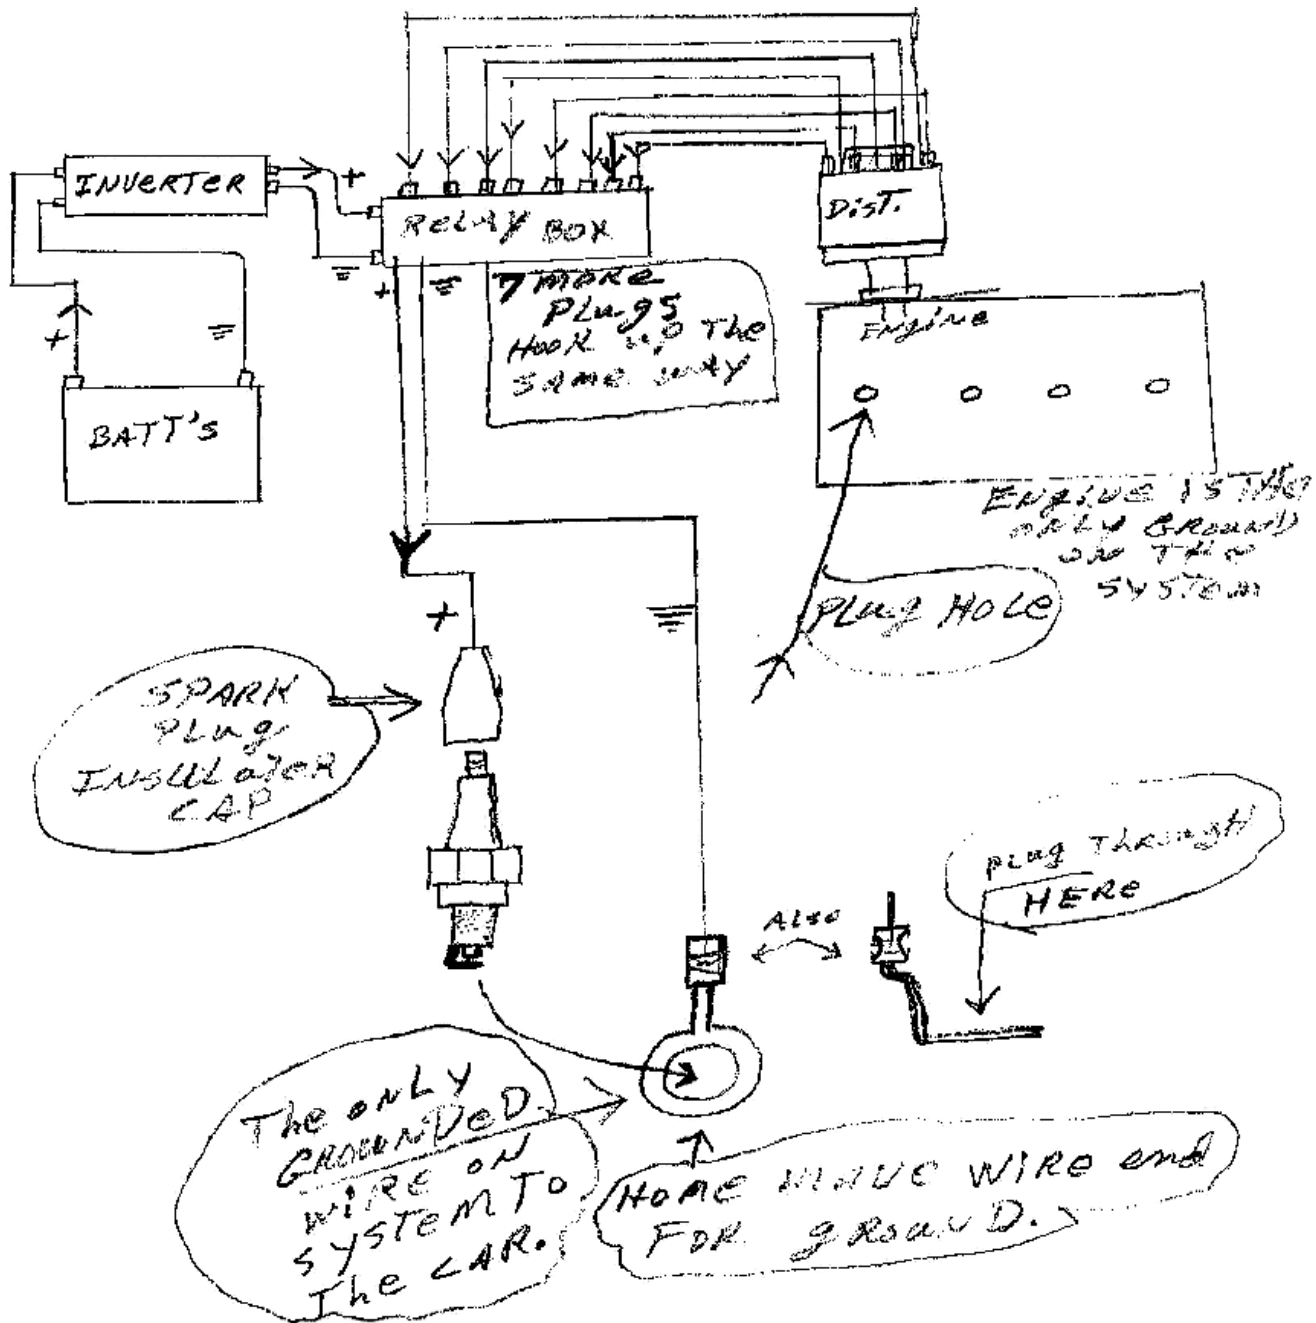 INVERTER
+
RELAY BOX
DIST.
+
7 MORE
PLUGS
HOOK UP THE
SAME WAY
ENGINE
+
BATT'S
ENGINE IS THE
ONLY GROUND
ON THE
SYSTEM
PLUG HOLE
+
SPARK
PLUG
INSULATER
CAP
PLUG THROUGH
HERE
ALSO
The ONLY
GROUNDED
WIRE ON
SYSTEM TO
The CAR.
HOME WIRE end
FOR gROUND.